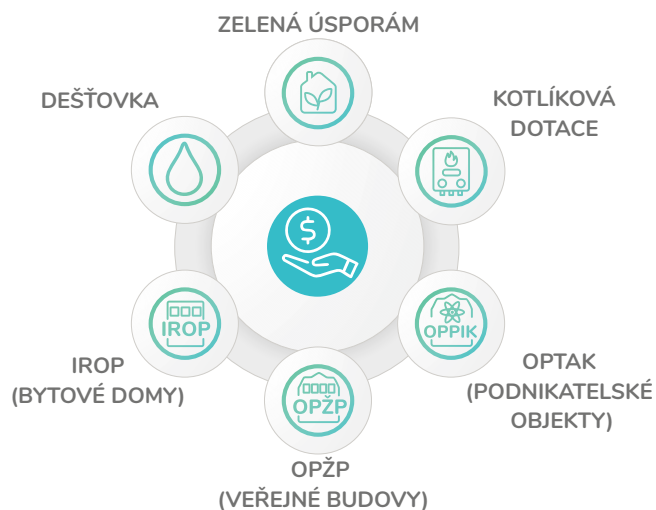 ZELENÁ ÚSPORÁM
DEŠŤOVKA
KOTLÍKOVÁ
DOTACE
$
IROP
OPPIK
IROP
(BYTOVÉ DOMY)
OPTAK
(PODNIKATELSKÉ
OBJEKTY)
OPŽP
OPŽP
(VEŘEJNÉ BUDOVY)